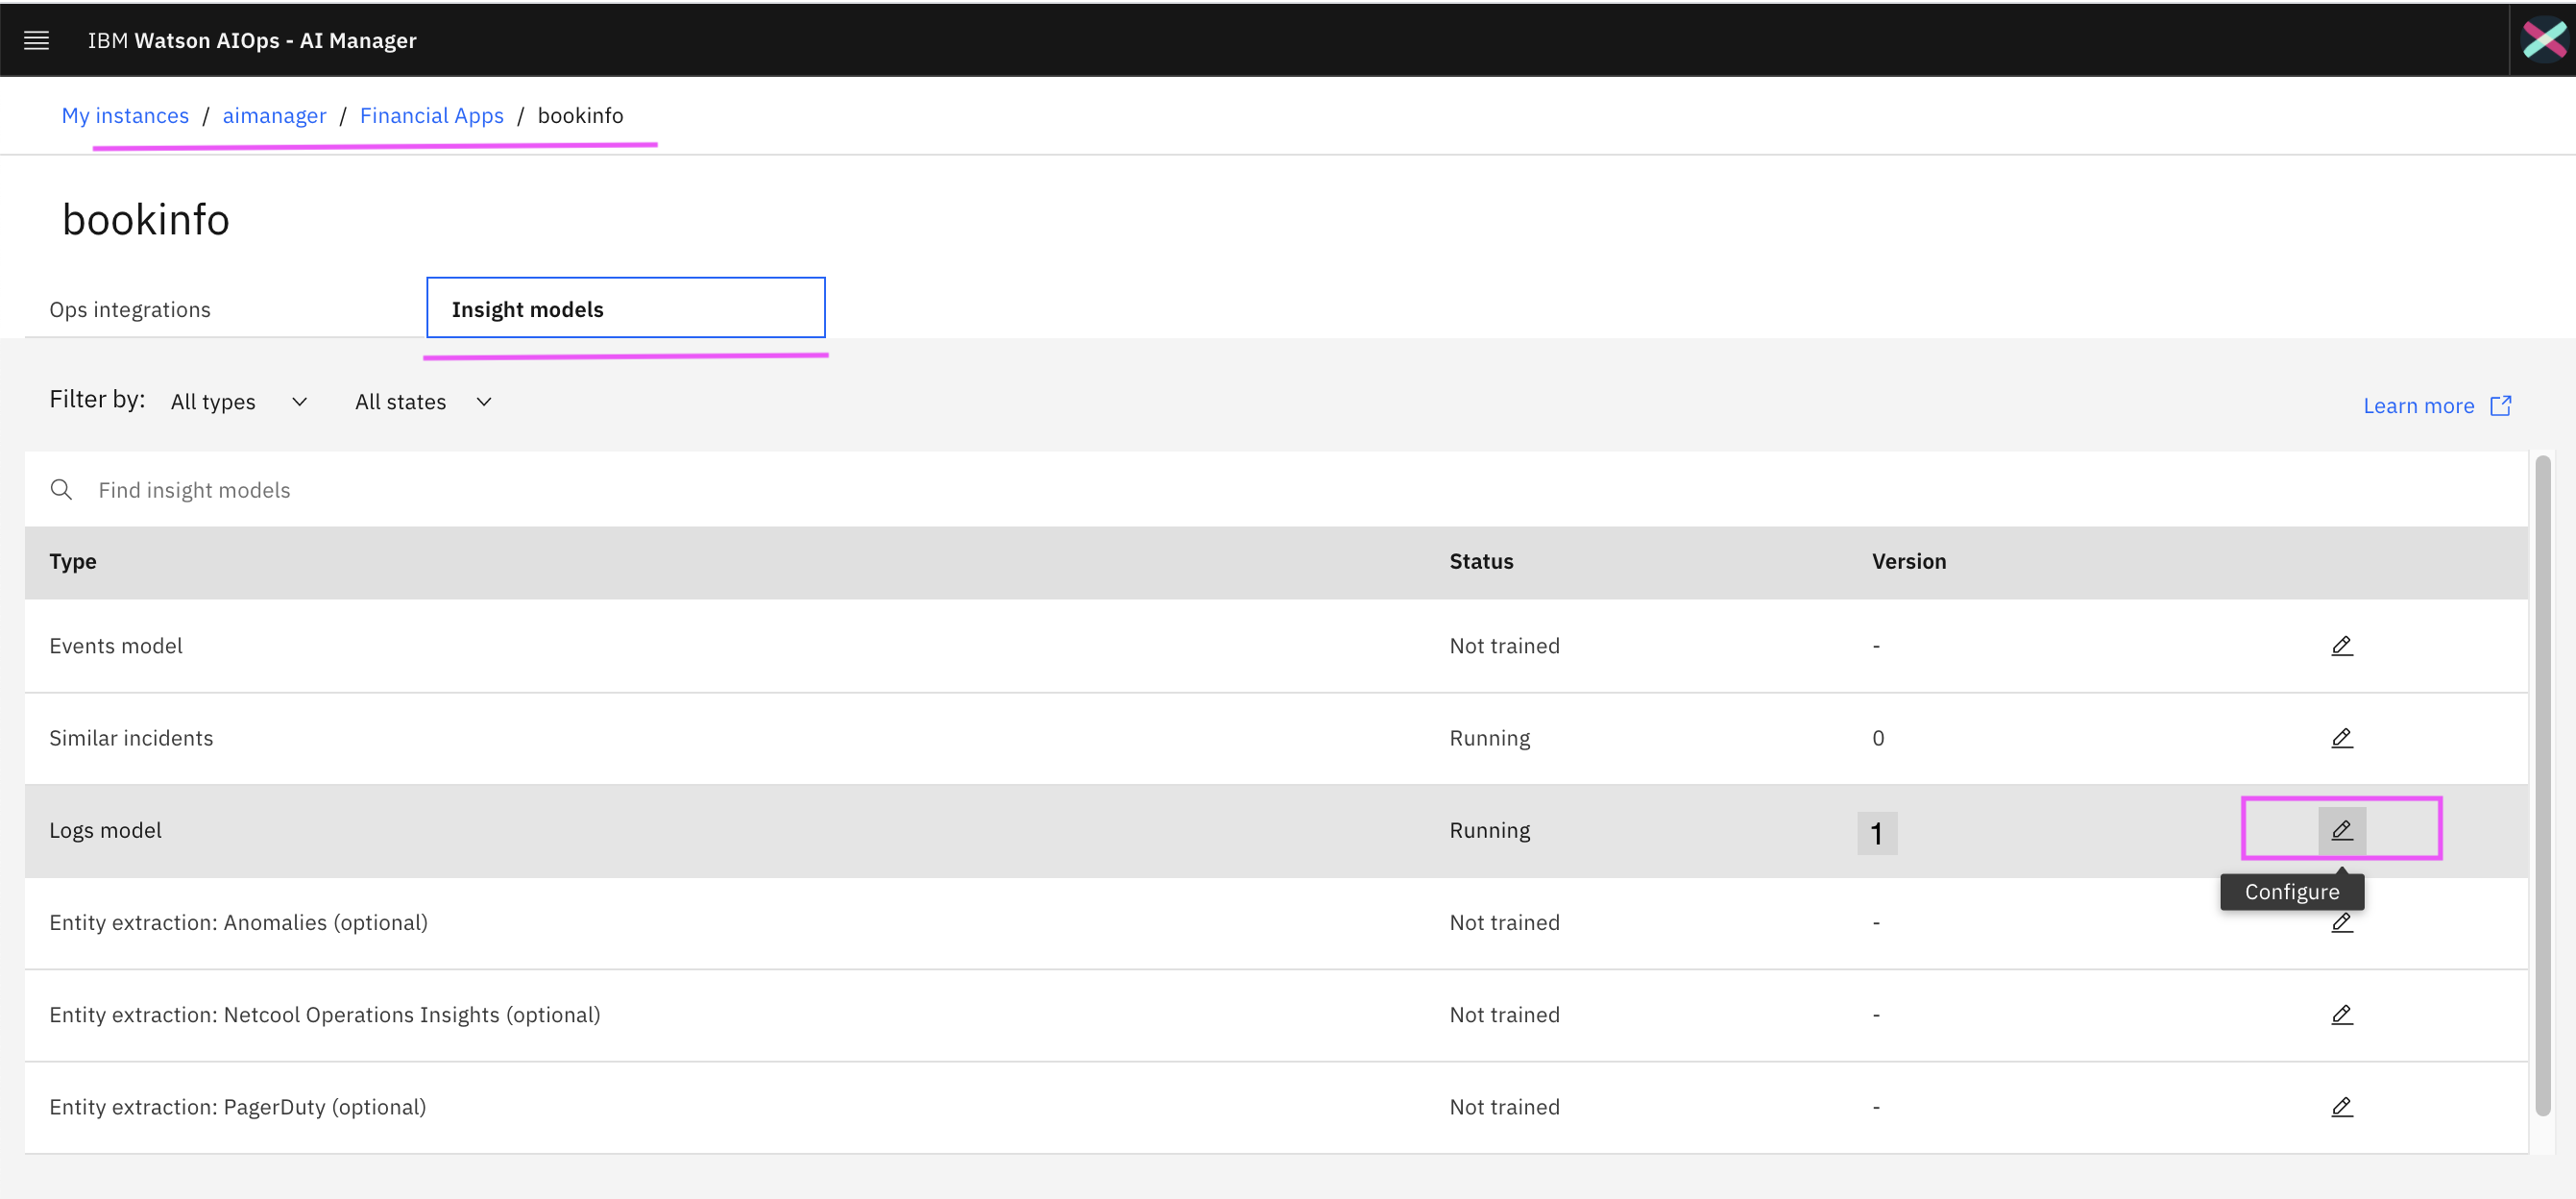 IBM Watson AIOps - AI Manager
My instances / aimanager / Financial Apps / bookinfo
bookinfo
Ops integrations Insight models
Filter by: All types All states Learn more
Find insight models
Type Status Version
Events model Not trained -
Similar incidents Running 0
Logs model Running 1
Configure
Entity extraction: Anomalies (optional) Not trained -
Entity extraction: Netcool Operations Insights (optional) Not trained -
Entity extraction: PagerDuty (optional) Not trained -